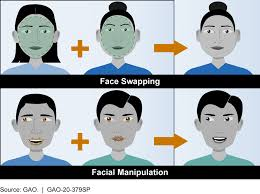 Face Swapping
Facial Manipulation
Source: GAO. | GAO-20-379SP